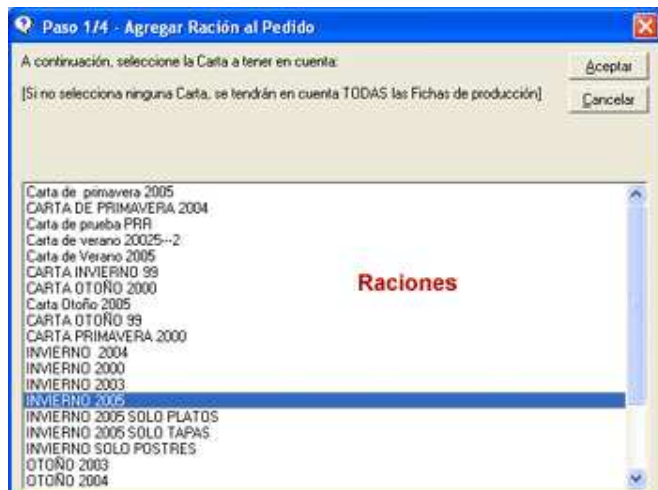 Paso 1/4 - Agregar Ración al Pedido
A continuación, seleccione la Carta a tener en cuenta:
Aceptar
[Si no selecciona ninguna Carta, se tendrán en cuenta TODAS las Fichas de producción]
Cancelar
Carta de primavera 2005
CARTA DE PRIMAVERA 2004
Carta de prueba PRR
Carta de verano 20025--2
Carta de Verano 2005
CARTA INVIERNO 99
CARTA OTOÑO 2000
Raciones
Carta Otoño 2005
CARTA OTOÑO 99
CARTA PRIMAVERA 2000
INVIERNO 2004
INVIERNO 2000
INVIERNO 2003
INVIERNO 2005
INVIERNO 2005 SOLO PLATOS
INVIERNO 2005 SOLO TAPAS
INVIERNO SOLO POSTRES
OTOÑO 2003
OTOÑO 2004